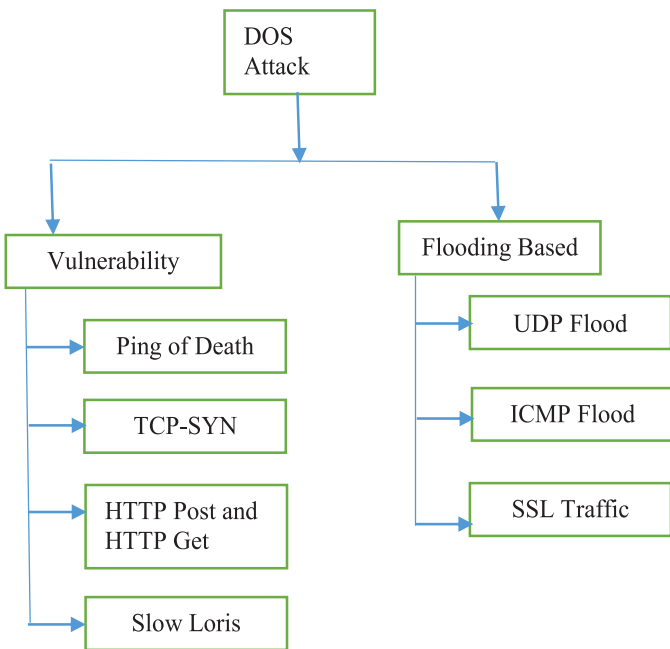 DOS
Attack
Vulnerability
Ping of Death
TCP-SYN
HTTP Post and
HTTP Get
Slow Loris
Flooding Based
UDP Flood
ICMP Flood
SSL Traffic